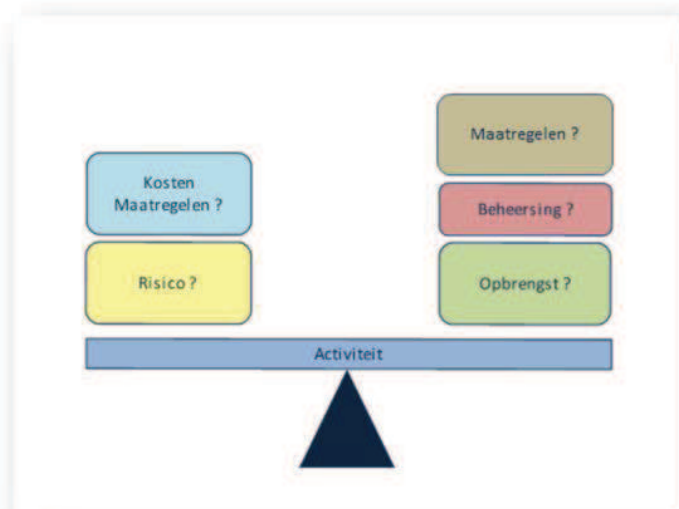 Kosten
Maatregelen ?
Risico ?
Maatregelen ?
Beheersing ?
Opbrengst ?
Activiteit